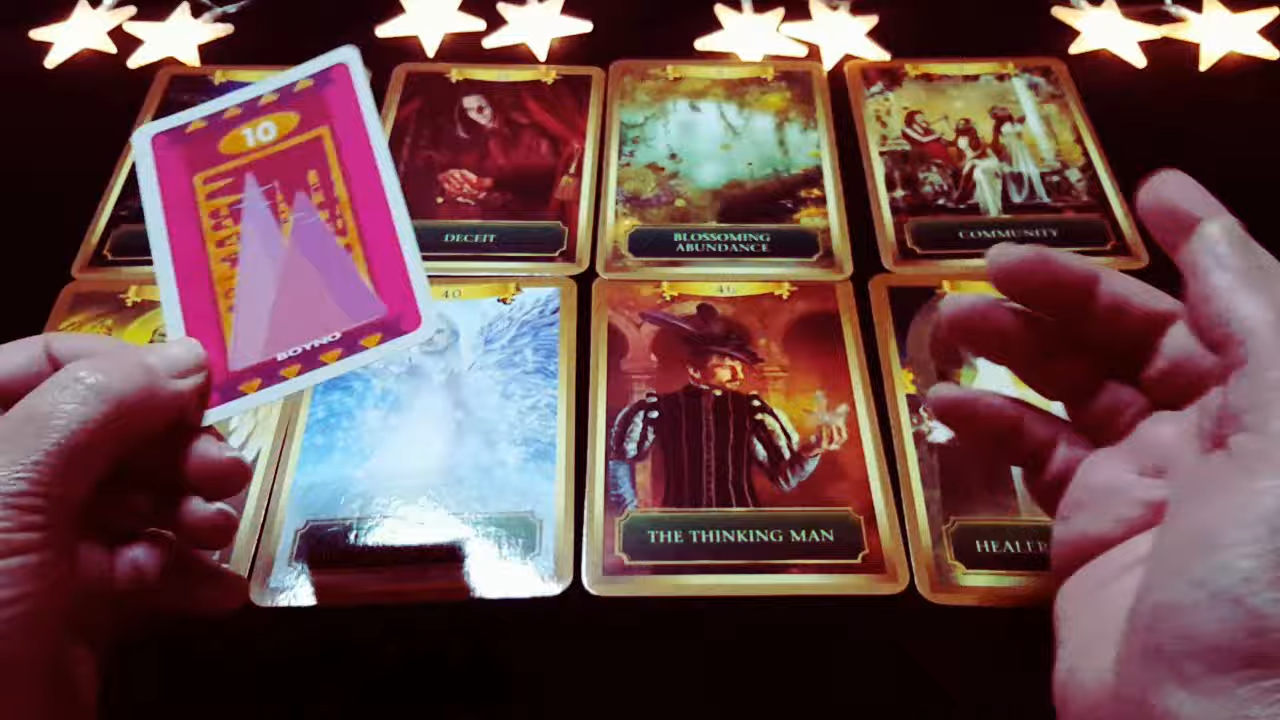 10
BOYNO
DECEIT
BLOSSOMING
ABUNDANCE
COMMUNITY
40
46
THE THINKING MAN
HEALER